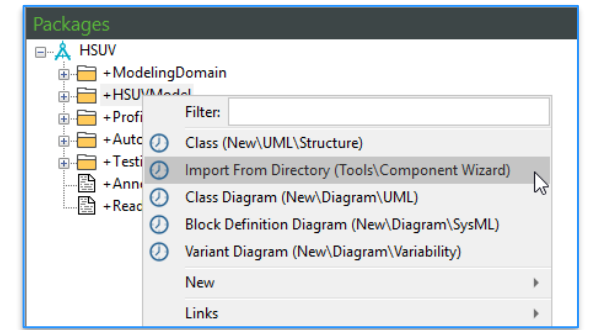 Packages
HSUV
+ModelingDomain
+HSUVModel
+Profi
+Auto
+Testi
+Anne
+Read
Filter:
Class (New\UML\Structure)
Import From Directory (Tools\Component Wizard)
Class Diagram (New\Diagram\UML)
Block Definition Diagram (New\Diagram\SysML)
Variant Diagram (New\Diagram\Variability)
New
Links